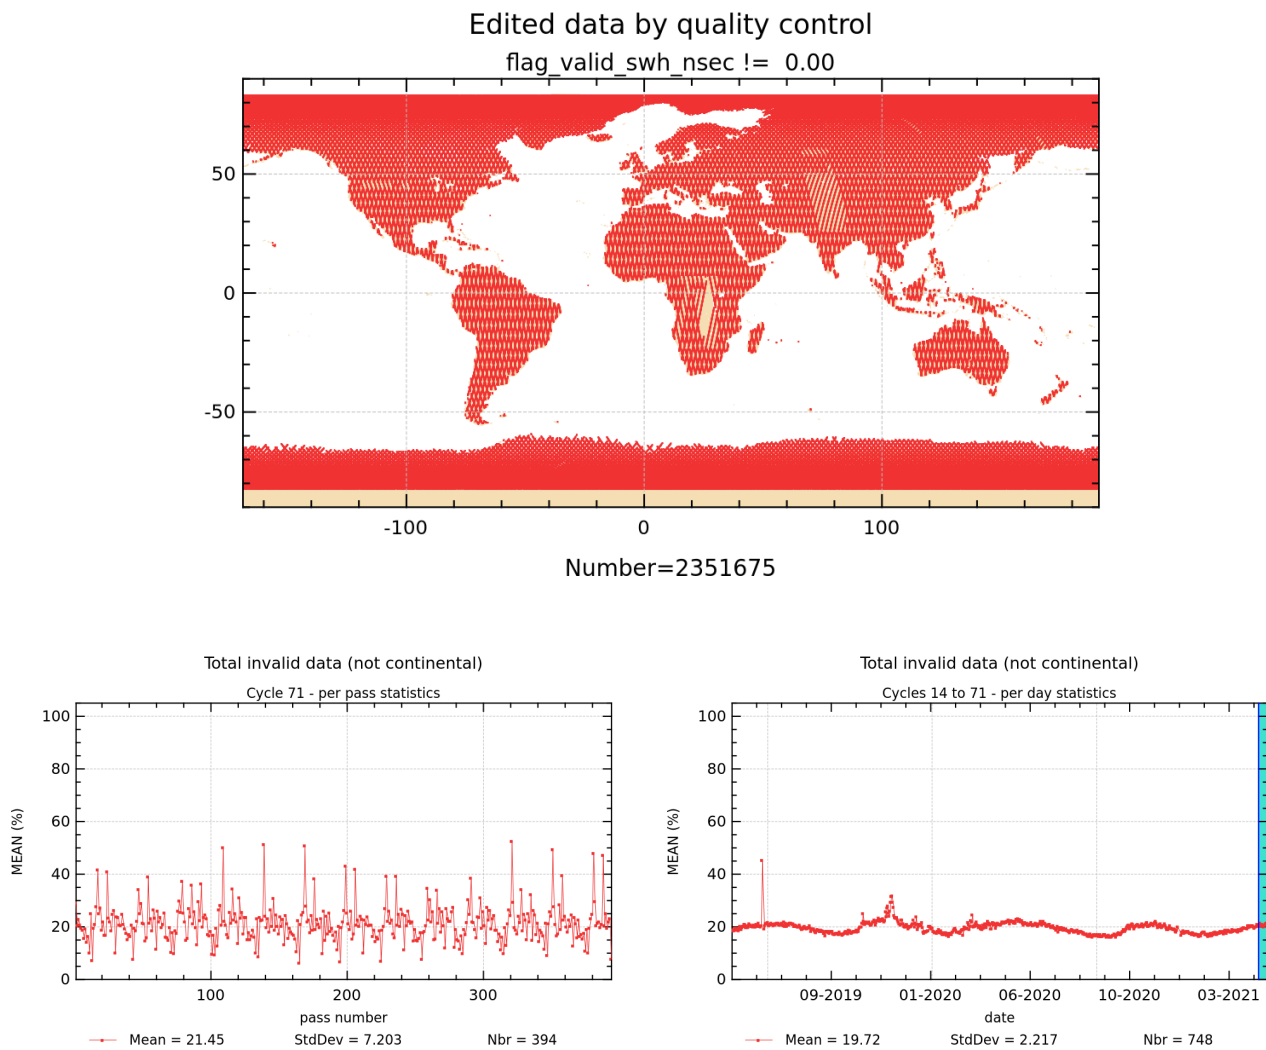 Edited data by quality control
flag_valid_swh_nsec !=  0.00
50
0
-50
-100 0 100
Number=2351675
Total invalid data (not continental)
Cycle 71 - per pass statistics
MEAN (%)
100
80
60
40
20
0
100 200 300
pass number
Mean = 21.45 StdDev = 7.203 Nbr = 394
Total invalid data (not continental)
Cycles 14 to 71 - per day statistics
MEAN (%)
100
80
60
40
20
0
09-2019 01-2020 06-2020 10-2020 03-2021
date
Mean = 19.72 StdDev = 2.217 Nbr = 748